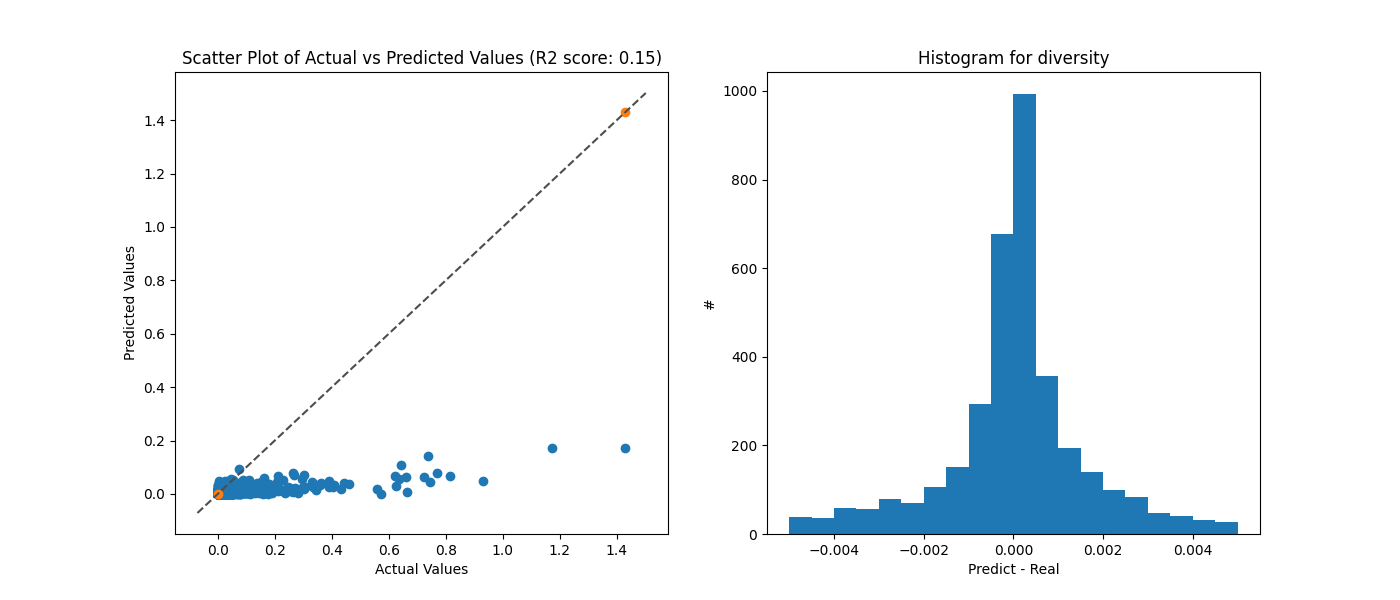 Scatter Plot of Actual vs Predicted Values (R2 score: 0.15)
Predicted Values
1.4
1.2
1.0
0.8
0.6
0.4
0.2
0.0
0.0 0.2 0.4 0.6 0.8 1.0 1.2 1.4
Actual Values
Histogram for diversity
#
1000
800
600
400
200
0
−0.004 −0.002 0.000 0.002 0.004
Predict - Real